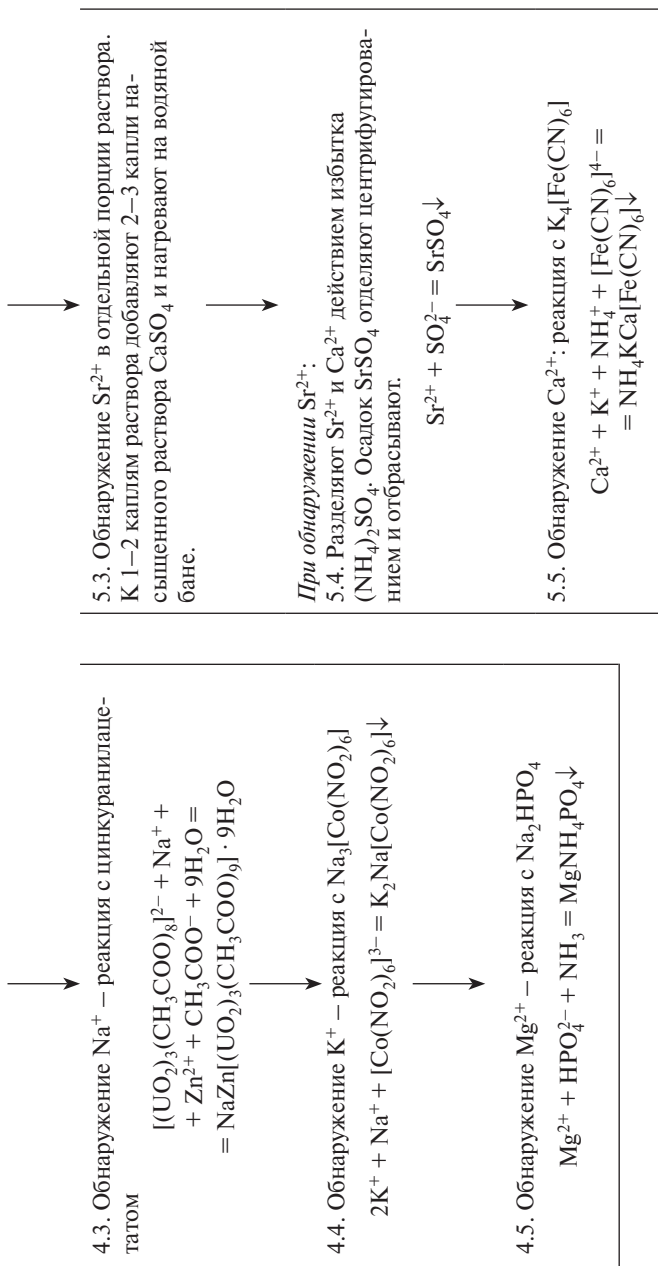 4.3. Обнаружение Na⁺ – реакция с цинкуранилаце-
татом
[(UO₂)₃(CH₃COO)₈]²⁻ + Na⁺ +
+ Zn²⁺ + CH₃COO⁻ + 9H₂O =
= NaZn[(UO₂)₃(CH₃COO)₉] · 9H₂O
4.4. Обнаружение K⁺ – реакция с Na₃[Co(NO₂)₆]
2K⁺ + Na⁺ + [Co(NO₂)₆]³⁻ = K₂Na[Co(NO₂)₆]↓
4.5. Обнаружение Mg²⁺ – реакция с Na₂HPO₄
Mg²⁺ + HPO₄²⁻ + NH₃ = MgNH₄PO₄↓
5.3. Обнаружение Sr²⁺ в отдельной порции раствора.
К 1–2 каплям раствора добавляют 2–3 капли на-
сыщенного раствора CaSO₄ и нагревают на водяной
бане.
При обнаружении Sr²⁺:
5.4. Разделяют Sr²⁺ и Ca²⁺ действием избытка
(NH₄)₂SO₄. Осадок SrSO₄ отделяют центрифугирова-
нием и отбрасывают.
Sr²⁺ + SO₄²⁻ = SrSO₄↓
5.5. Обнаружение Ca²⁺: реакция с K₄[Fe(CN)₆]
Ca²⁺ + K⁺ + NH₄⁺ + [Fe(CN)₆]⁴⁻ =
= NH₄KCa[Fe(CN)₆]↓